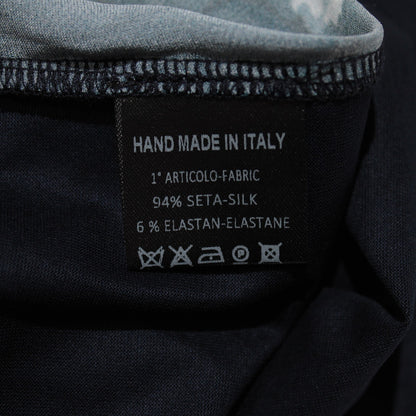 HAND MADE IN ITALY
1° ARTICOLO-FABRIC
94% SETA-SILK
6 % ELASTAN-ELASTANE
P